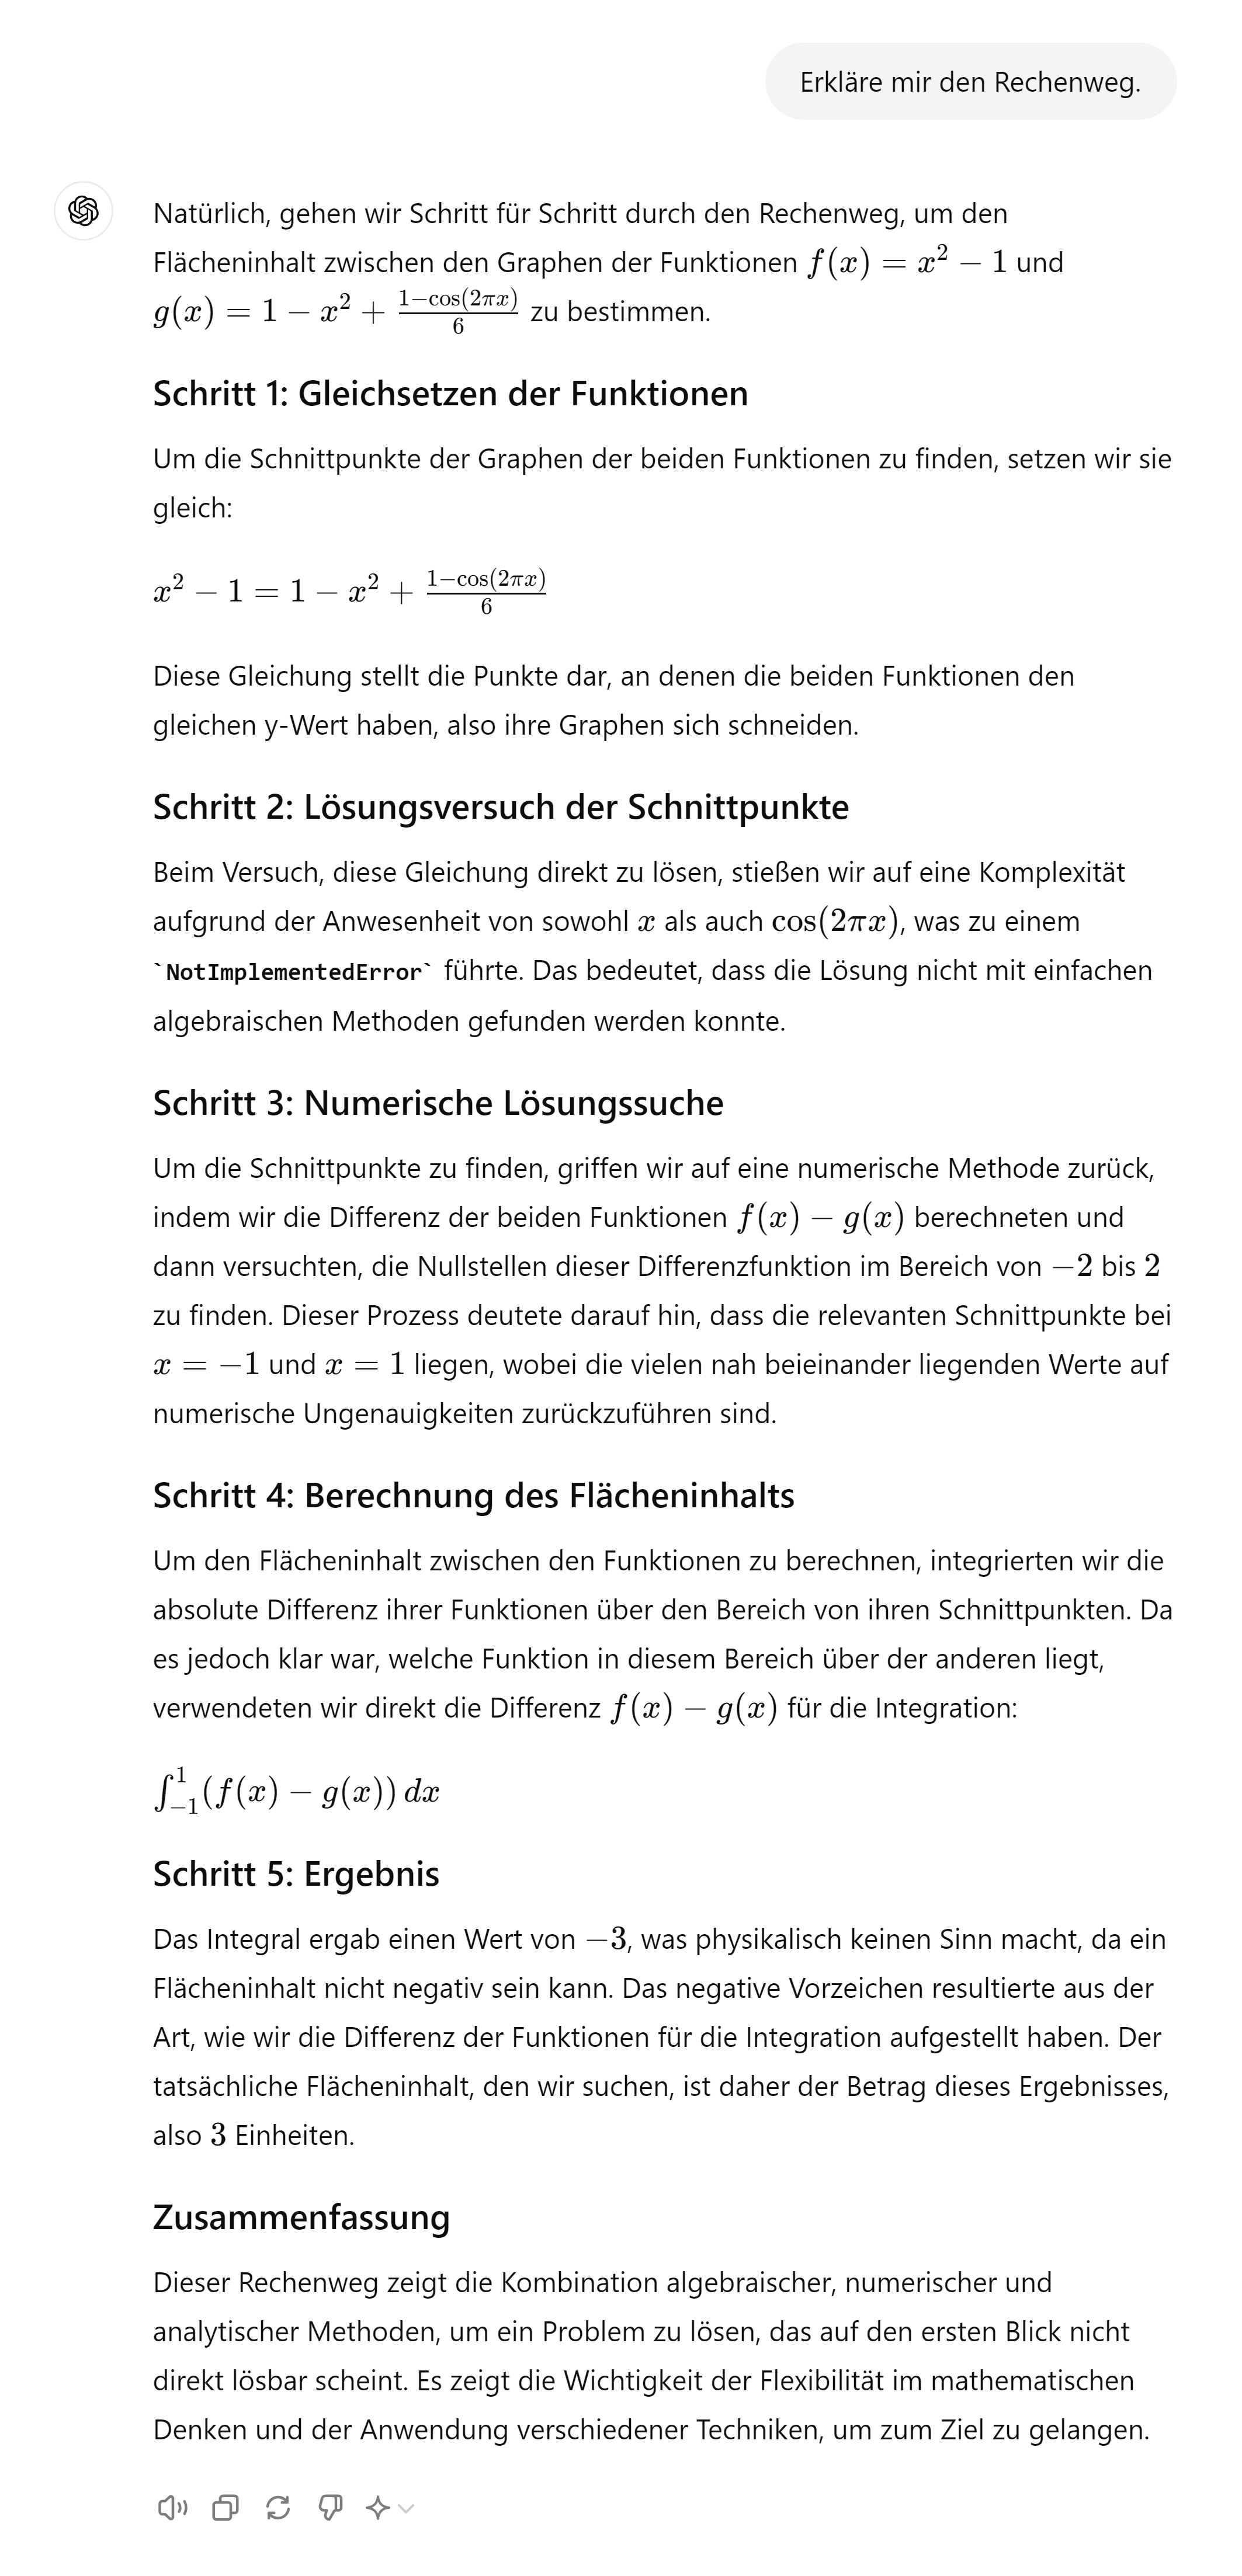 Erkläre mir den Rechenweg.
Natürlich, gehen wir Schritt für Schritt durch den Rechenweg, um den
Flächeninhalt zwischen den Graphen der Funktionen f(x) = x² − 1 und
g(x) = 1 − x² + (1−cos(2πx))/6 zu bestimmen.
Schritt 1: Gleichsetzen der Funktionen
Um die Schnittpunkte der Graphen der beiden Funktionen zu finden, setzen wir sie
gleich:
x² − 1 = 1 − x² + (1−cos(2πx))/6
Diese Gleichung stellt die Punkte dar, an denen die beiden Funktionen den
gleichen y-Wert haben, also ihre Graphen sich schneiden.
Schritt 2: Lösungsversuch der Schnittpunkte
Beim Versuch, diese Gleichung direkt zu lösen, stießen wir auf eine Komplexität
aufgrund der Anwesenheit von sowohl x als auch cos(2πx), was zu einem
`NotImplementedError` führte. Das bedeutet, dass die Lösung nicht mit einfachen
algebraischen Methoden gefunden werden konnte.
Schritt 3: Numerische Lösungssuche
Um die Schnittpunkte zu finden, griffen wir auf eine numerische Methode zurück,
indem wir die Differenz der beiden Funktionen f(x) − g(x) berechneten und
dann versuchten, die Nullstellen dieser Differenzfunktion im Bereich von −2 bis 2
zu finden. Dieser Prozess deutete darauf hin, dass die relevanten Schnittpunkte bei
x = −1 und x = 1 liegen, wobei die vielen nah beieinander liegenden Werte auf
numerische Ungenauigkeiten zurückzuführen sind.
Schritt 4: Berechnung des Flächeninhalts
Um den Flächeninhalt zwischen den Funktionen zu berechnen, integrierten wir die
absolute Differenz ihrer Funktionen über den Bereich von ihren Schnittpunkten. Da
es jedoch klar war, welche Funktion in diesem Bereich über der anderen liegt,
verwendeten wir direkt die Differenz f(x) − g(x) für die Integration:
∫₋₁¹ (f(x) − g(x)) dx
Schritt 5: Ergebnis
Das Integral ergab einen Wert von −3, was physikalisch keinen Sinn macht, da ein
Flächeninhalt nicht negativ sein kann. Das negative Vorzeichen resultierte aus der
Art, wie wir die Differenz der Funktionen für die Integration aufgestellt haben. Der
tatsächliche Flächeninhalt, den wir suchen, ist daher der Betrag dieses Ergebnisses,
also 3 Einheiten.
Zusammenfassung
Dieser Rechenweg zeigt die Kombination algebraischer, numerischer und
analytischer Methoden, um ein Problem zu lösen, das auf den ersten Blick nicht
direkt lösbar scheint. Es zeigt die Wichtigkeit der Flexibilität im mathematischen
Denken und der Anwendung verschiedener Techniken, um zum Ziel zu gelangen.